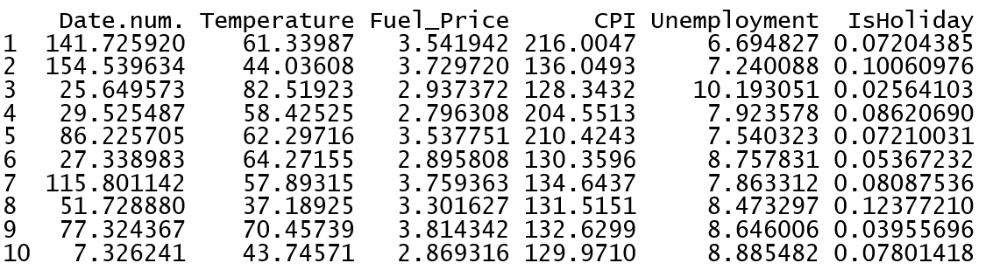 Date.num. Temperature Fuel_Price CPI Unemployment IsHoliday
1 141.725920 61.33987 3.541942 216.0047 6.694827 0.07204385
2 154.539634 44.03608 3.729720 136.0493 7.240088 0.10060976
3 25.649573 82.51923 2.937372 128.3432 10.193051 0.02564103
4 29.525487 58.42525 2.796308 204.5513 7.923578 0.08620690
5 86.225705 62.29716 3.537751 210.4243 7.540323 0.07210031
6 27.338983 64.27155 2.895808 130.3596 8.757831 0.05367232
7 115.801142 57.89315 3.759363 134.6437 7.863312 0.08087536
8 51.728880 37.18925 3.301627 131.5151 8.473297 0.12377210
9 77.324367 70.45739 3.814342 132.6299 8.646006 0.03955696
10 7.326241 43.74571 2.869316 129.9710 8.885482 0.07801418